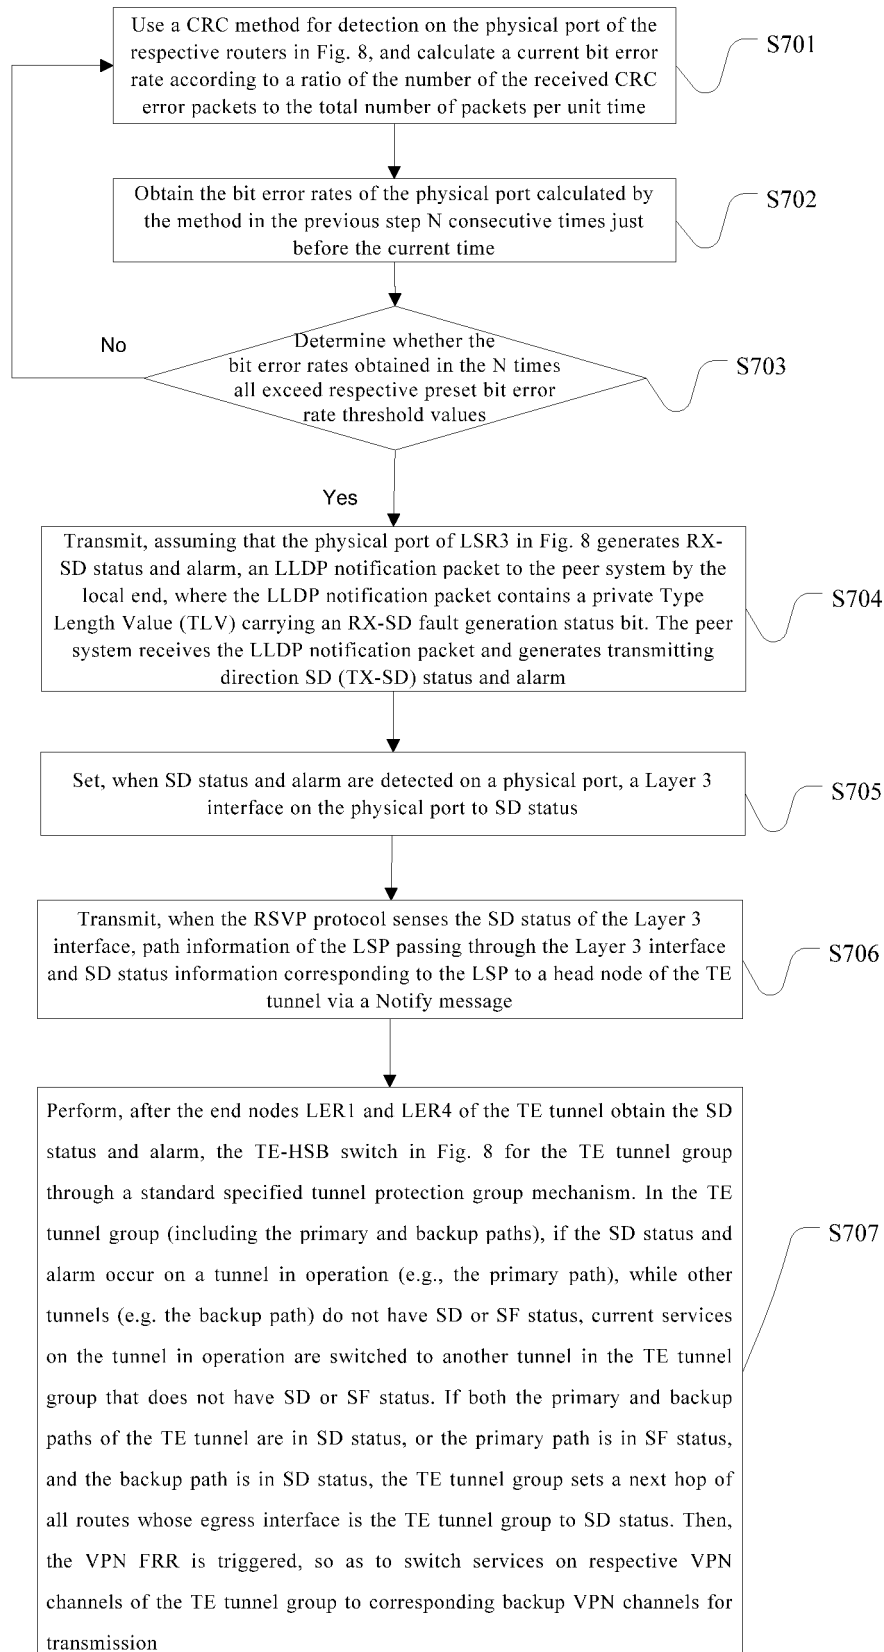 Use a CRC method for detection on the physical port of the
respective routers in Fig. 8, and calculate a current bit error
rate according to a ratio of the number of the received CRC
error packets to the total number of packets per unit time
S701
Obtain the bit error rates of the physical port calculated by
the method in the previous step N consecutive times just
before the current time
S702
Determine whether the
bit error rates obtained in the N times
all exceed respective preset bit error
rate threshold values
S703
No
Yes
Transmit, assuming that the physical port of LSR3 in Fig. 8 generates RX-
SD status and alarm, an LLDP notification packet to the peer system by the
local end, where the LLDP notification packet contains a private Type
Length Value (TLV) carrying an RX-SD fault generation status bit. The peer
system receives the LLDP notification packet and generates transmitting
direction SD (TX-SD) status and alarm
S704
Set, when SD status and alarm are detected on a physical port, a Layer 3
interface on the physical port to SD status
S705
Transmit, when the RSVP protocol senses the SD status of the Layer 3
interface, path information of the LSP passing through the Layer 3 interface
and SD status information corresponding to the LSP to a head node of the TE
tunnel via a Notify message
S706
Perform, after the end nodes LER1 and LER4 of the TE tunnel obtain the SD
status and alarm, the TE-HSB switch in Fig. 8 for the TE tunnel group
through a standard specified tunnel protection group mechanism. In the TE
tunnel group (including the primary and backup paths), if the SD status and
alarm occur on a tunnel in operation (e.g., the primary path), while other
tunnels (e.g. the backup path) do not have SD or SF status, current services
on the tunnel in operation are switched to another tunnel in the TE tunnel
group that does not have SD or SF status. If both the primary and backup
paths of the TE tunnel are in SD status, or the primary path is in SF status,
and the backup path is in SD status, the TE tunnel group sets a next hop of
all routes whose egress interface is the TE tunnel group to SD status. Then,
the VPN FRR is triggered, so as to switch services on respective VPN
channels of the TE tunnel group to corresponding backup VPN channels for
transmission
S707